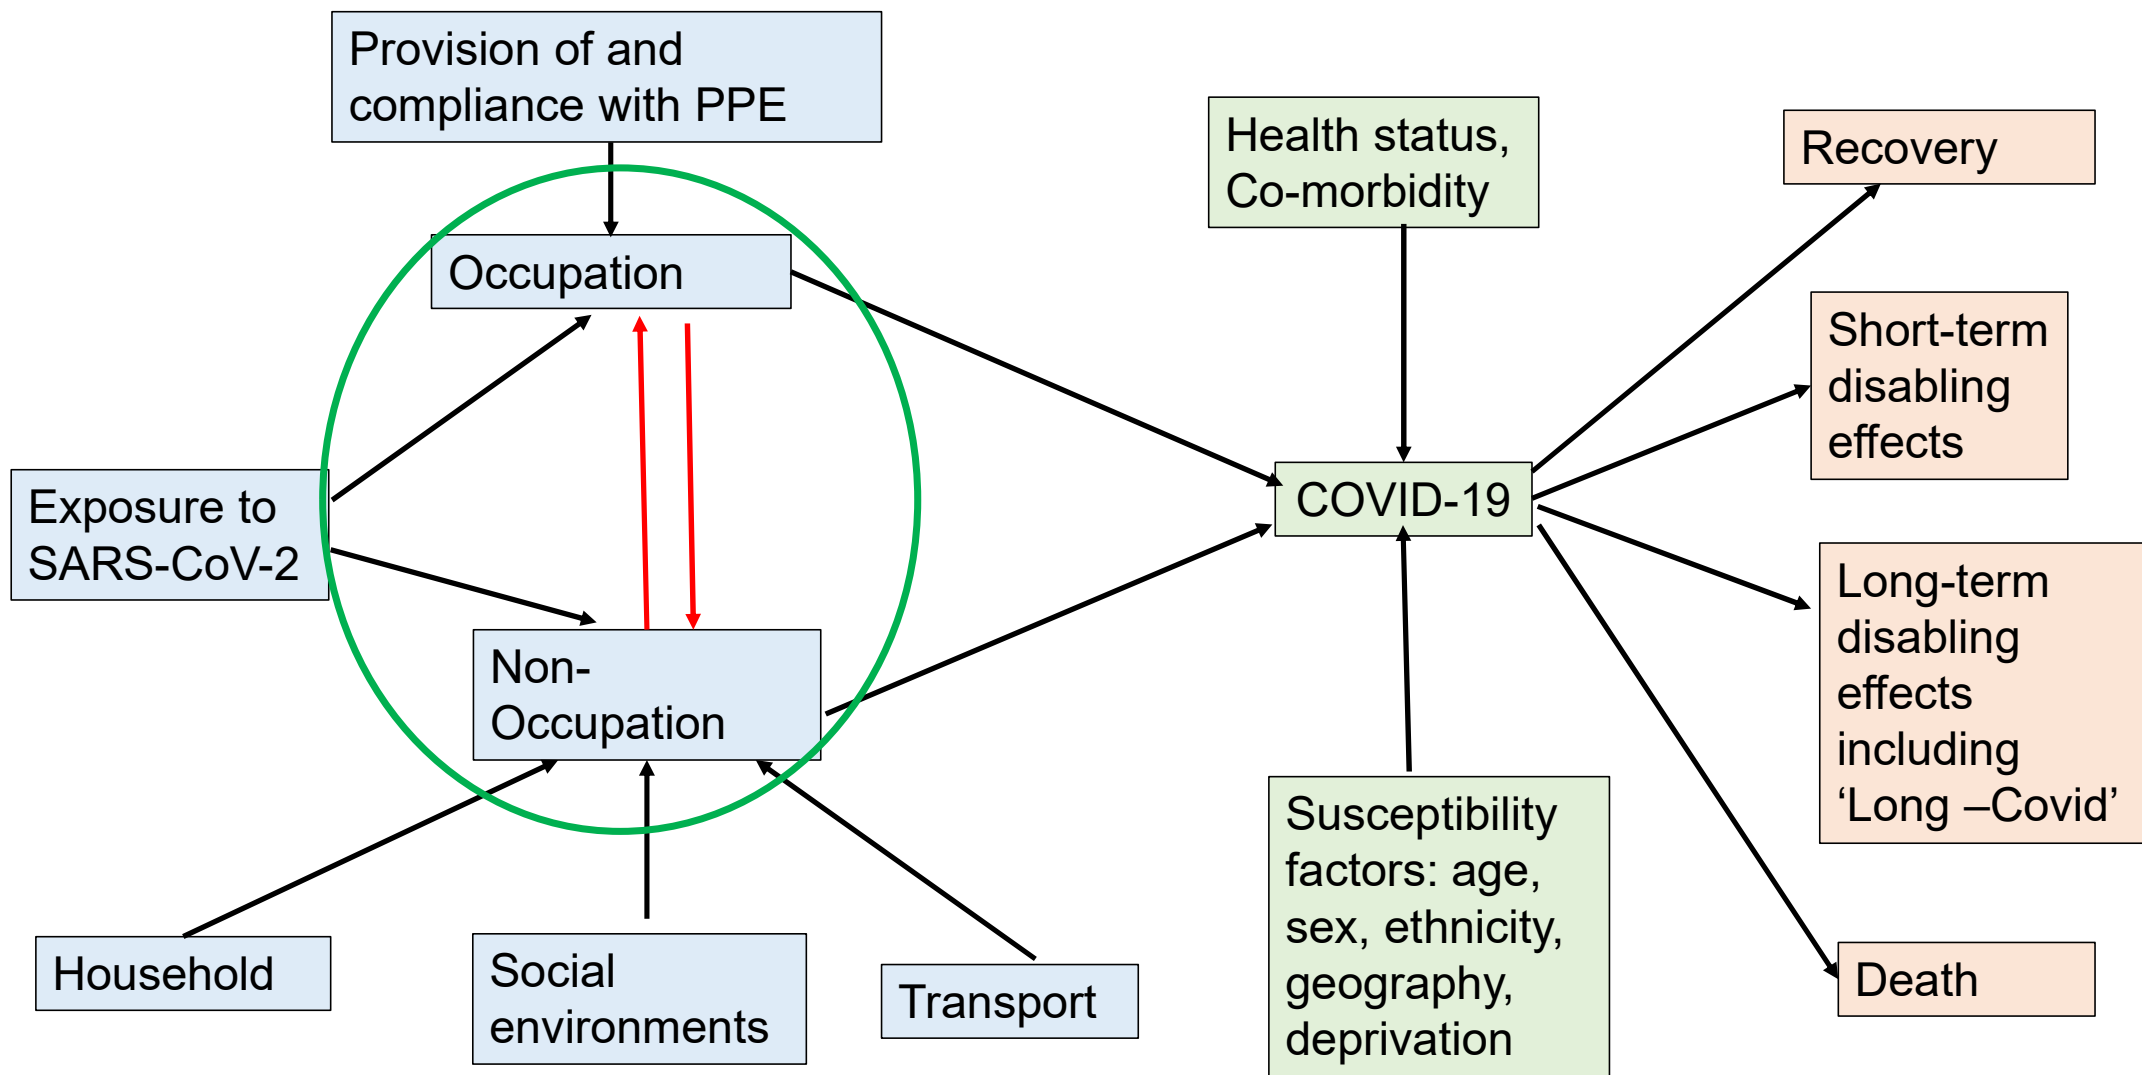 Provision of and
compliance with PPE
Health status,
Co-morbidity
Recovery
Occupation
Short-term
disabling
effects
Exposure to
SARS-CoV-2
COVID-19
Long-term
disabling
effects
including
‘Long –Covid’
Non-
Occupation
Susceptibility
factors: age,
sex, ethnicity,
geography,
deprivation
Household
Social
environments
Transport
Death